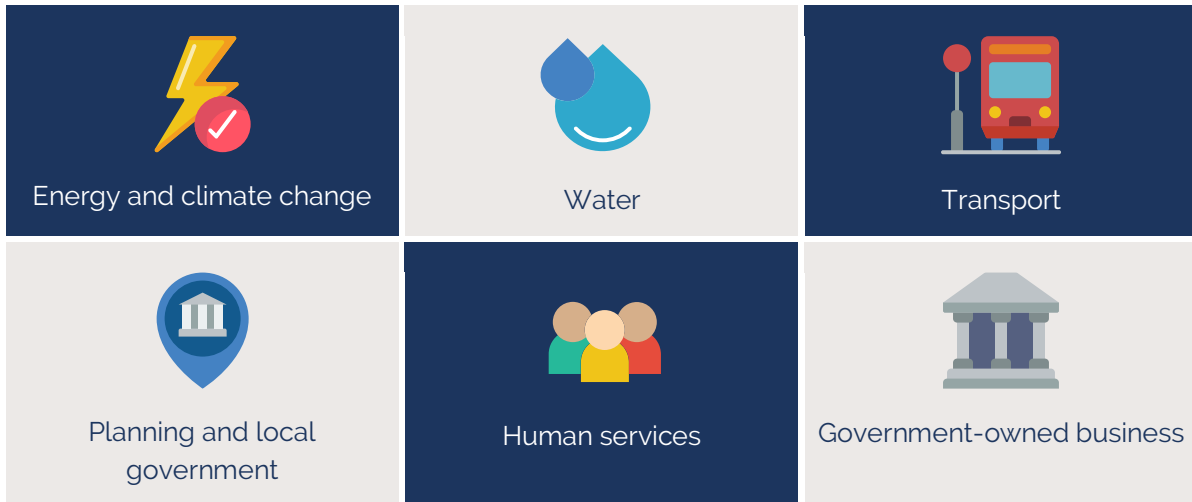 Energy and climate change
Water
Transport
Planning and local
government
Human services
Government-owned business